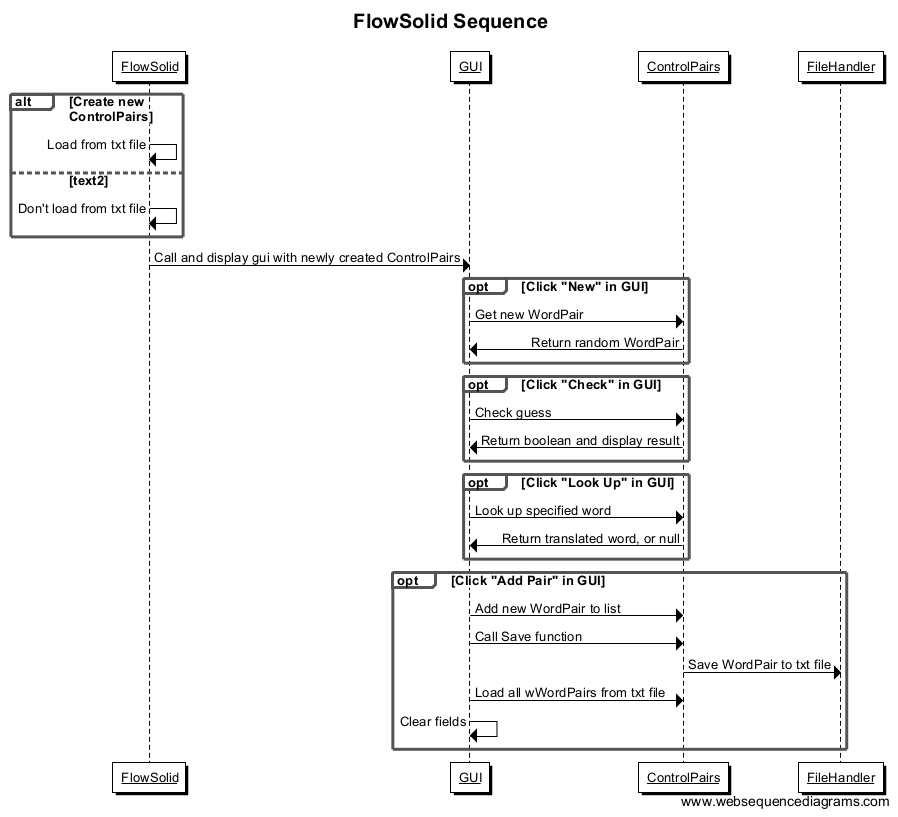 FlowSolid Sequence
FlowSolid GUI ControlPairs FileHandler
alt [Create new
ControlPairs]
Load from txt file
[text2]
Don't load from txt file
Call and display gui with newly created ControlPairs
opt [Click "New" in GUI]
Get new WordPair
Return random WordPair
opt [Click "Check" in GUI]
Check guess
Return boolean and display result
opt [Click "Look Up" in GUI]
Look up specified word
Return translated word, or null
opt [Click "Add Pair" in GUI]
Add new WordPair to list
Call Save function
Save WordPair to txt file
Load all wWordPairs from txt file
Clear fields
FlowSolid GUI ControlPairs FileHandler
www.websequencediagrams.com